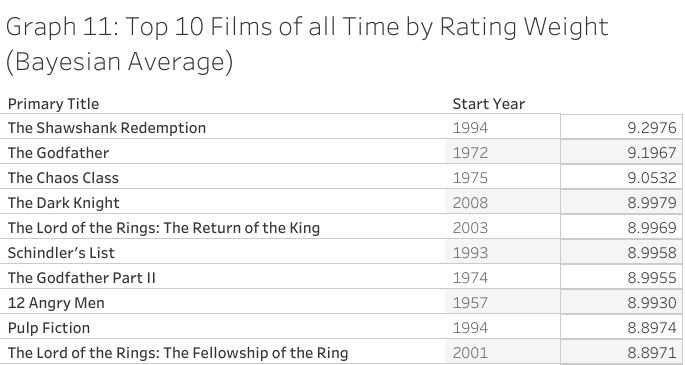 Graph 11: Top 10 Films of all Time by Rating Weight
(Bayesian Average)
Primary Title Start Year
The Shawshank Redemption 1994 9.2976
The Godfather 1972 9.1967
The Chaos Class 1975 9.0532
The Dark Knight 2008 8.9979
The Lord of the Rings: The Return of the King 2003 8.9969
Schindler's List 1993 8.9958
The Godfather Part II 1974 8.9955
12 Angry Men 1957 8.9930
Pulp Fiction 1994 8.8974
The Lord of the Rings: The Fellowship of the Ring 2001 8.8971